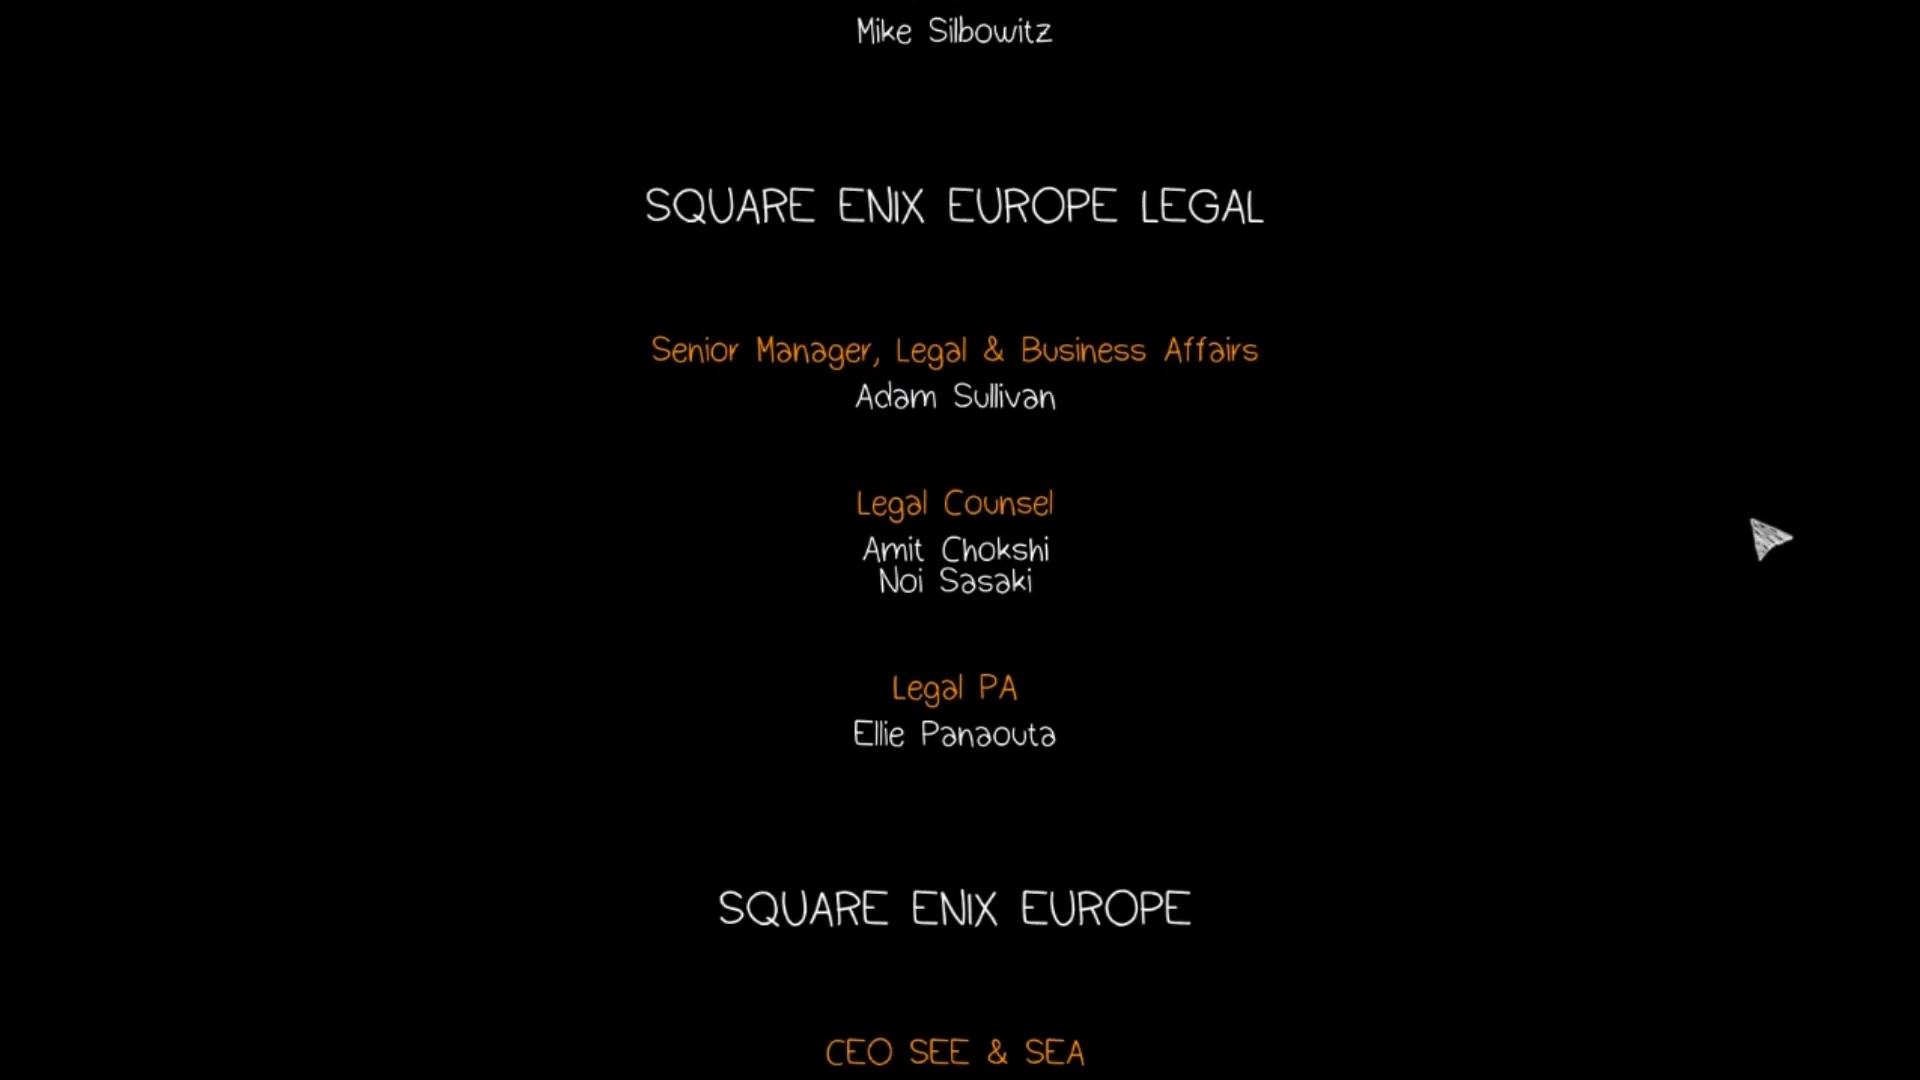 Mike Silbowitz
SQUARE ENIX EUROPE LEGAL
Senior Manager, Legal & Business Affairs
Adam Sullivan
Legal Counsel
Amit Chokshi
Noi Sasaki
Legal PA
Ellie Panaouta
SQUARE ENIX EUROPE
CEO SEE & SEA